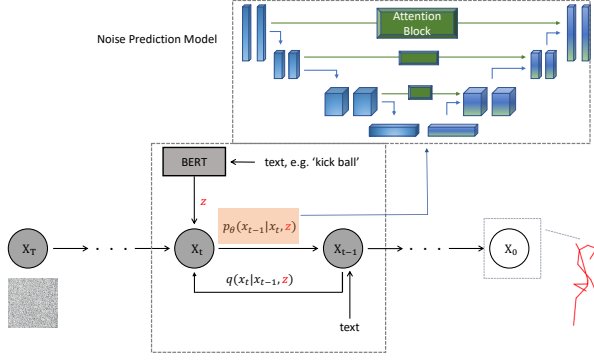 Attention
Block
Noise Prediction Model
BERT
text, e.g. ‘kick ball’
z
p_θ(x_{t−1}|x_t, z)
X_T
. . .
X_t
X_{t-1}
. . .
X_0
q(x_t|x_{t−1}, z)
text